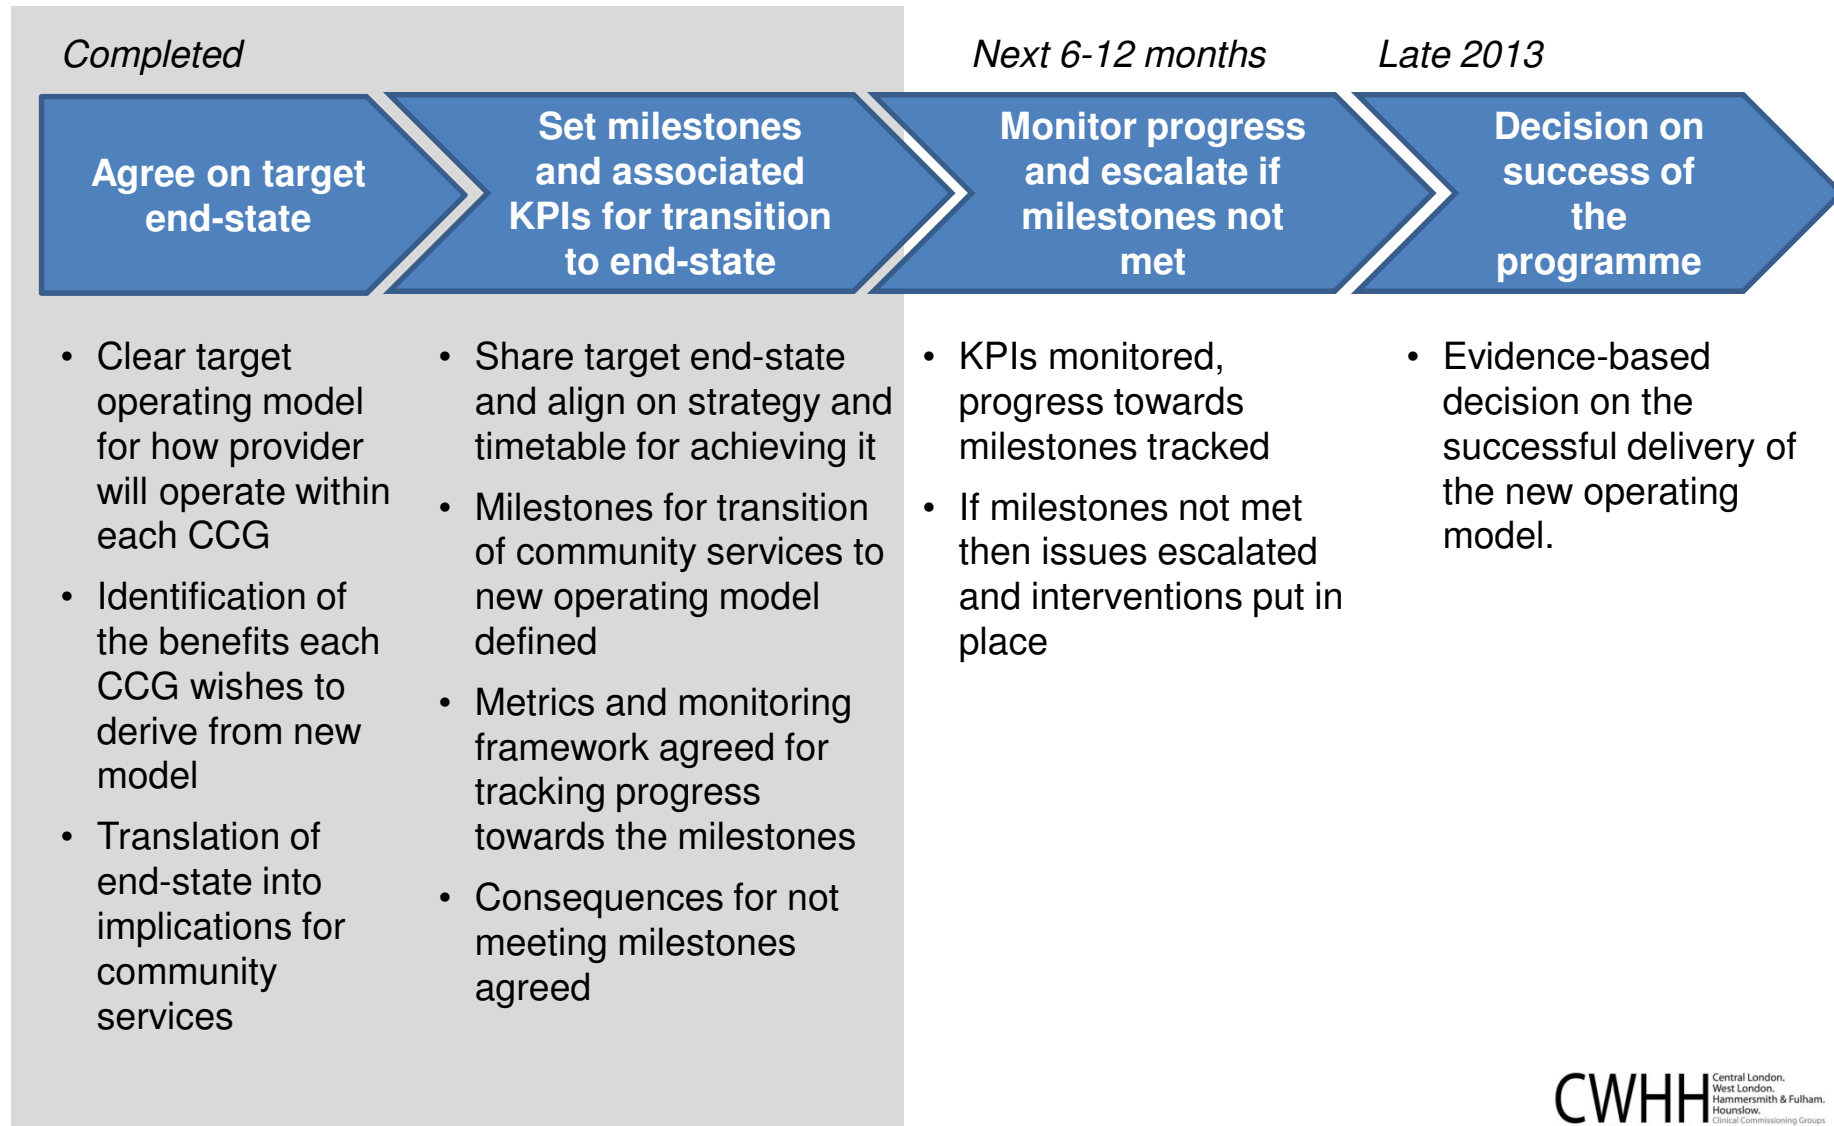 Completed
Next 6-12 months
Late 2013
Agree on target
end-state
Set milestones
and associated
KPIs for transition
to end-state
Monitor progress
and escalate if
milestones not
met
Decision on
success of
the
programme
• Clear target
operating model
for how provider
will operate within
each CCG
• Identification of
the benefits each
CCG wishes to
derive from new
model
• Translation of
end-state into
implications for
community
services
• Share target end-state
and align on strategy and
timetable for achieving it
• Milestones for transition
of community services to
new operating model
defined
• Metrics and monitoring
framework agreed for
tracking progress
towards the milestones
• Consequences for not
meeting milestones
agreed
• KPIs monitored,
progress towards
milestones tracked
• If milestones not met
then issues escalated
and interventions put in
place
• Evidence-based
decision on the
successful delivery of
the new operating
model.
CWHH
Central London.
West London.
Hammersmith & Fulham.
Hounslow.
Clinical Commissioning Groups